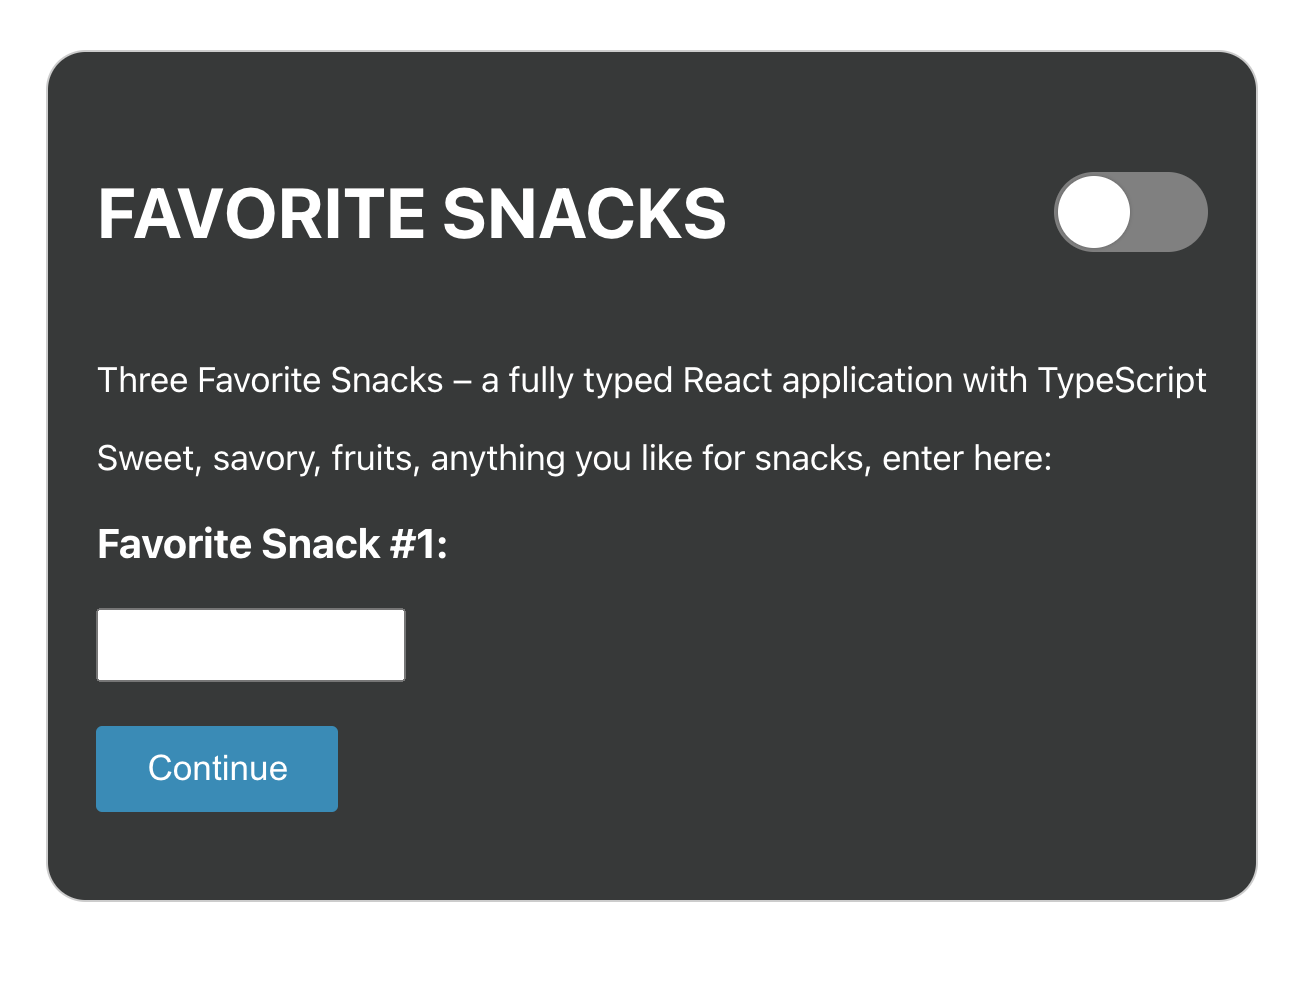 FAVORITE SNACKS
Three Favorite Snacks – a fully typed React application with TypeScript
Sweet, savory, fruits, anything you like for snacks, enter here:
Favorite Snack #1:
Continue